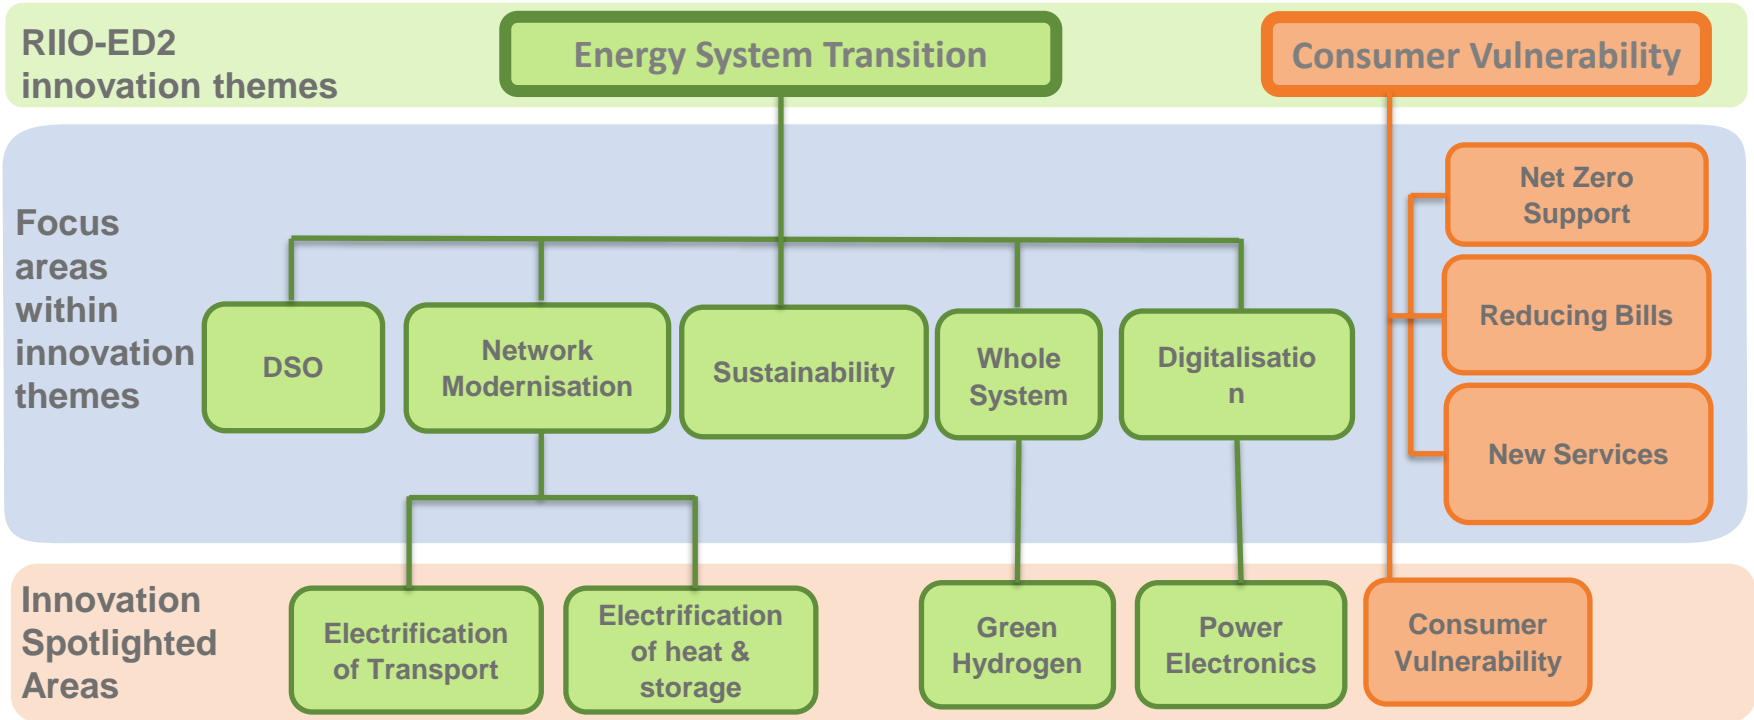 RIIO-ED2
innovation themes
Energy System Transition
Consumer Vulnerability
Focus
areas
within
innovation
themes
DSO
Network
Modernisation
Sustainability
Whole
System
Digitalisatio
n
Net Zero
Support
Reducing Bills
New Services
Innovation
Spotlighted
Areas
Electrification
of Transport
Electrification
of heat &
storage
Green
Hydrogen
Power
Electronics
Consumer
Vulnerability